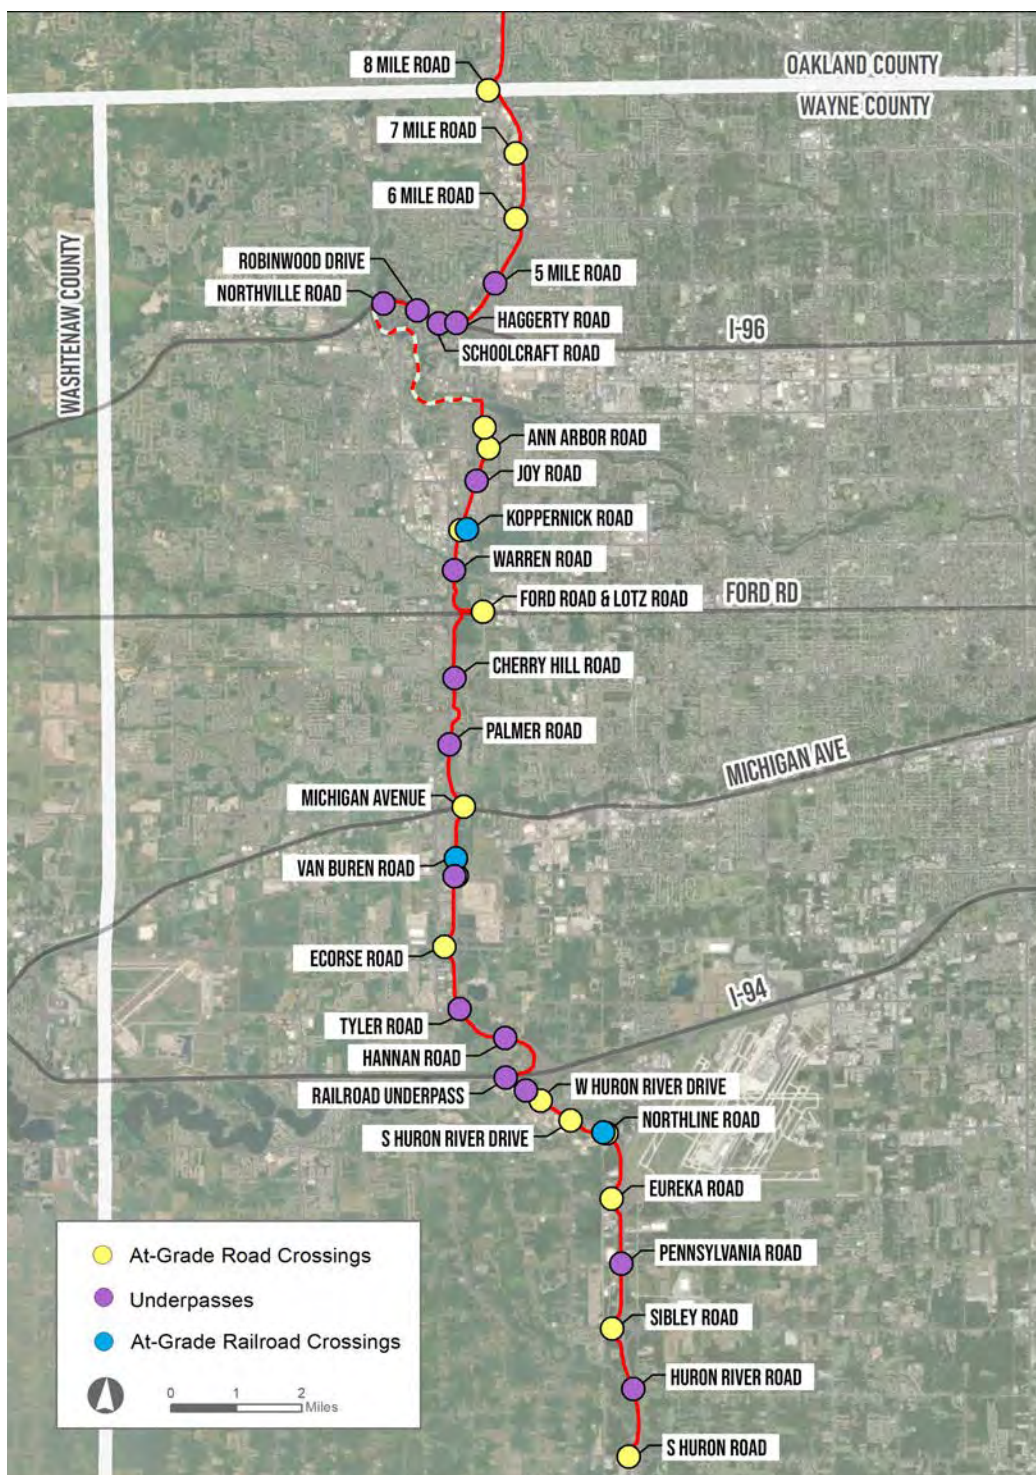 8 MILE ROAD
OAKLAND COUNTY
WAYNE COUNTY
7 MILE ROAD
6 MILE ROAD
WASHTENAW COUNTY
ROBINWOOD DRIVE
5 MILE ROAD
NORTHVILLE ROAD
HAGGERTY ROAD
I-96
SCHOOLCRAFT ROAD
ANN ARBOR ROAD
JOY ROAD
KOPPERNICK ROAD
WARREN ROAD
FORD ROAD & LOTZ ROAD
FORD RD
CHERRY HILL ROAD
PALMER ROAD
MICHIGAN AVE
MICHIGAN AVENUE
VAN BUREN ROAD
ECORSE ROAD
I-94
TYLER ROAD
HANNAN ROAD
RAILROAD UNDERPASS
W HURON RIVER DRIVE
NORTHLINE ROAD
S HURON RIVER DRIVE
EUREKA ROAD
PENNSYLVANIA ROAD
SIBLEY ROAD
HURON RIVER ROAD
S HURON ROAD
At-Grade Road Crossings
Underpasses
At-Grade Railroad Crossings
0 1 2
Miles